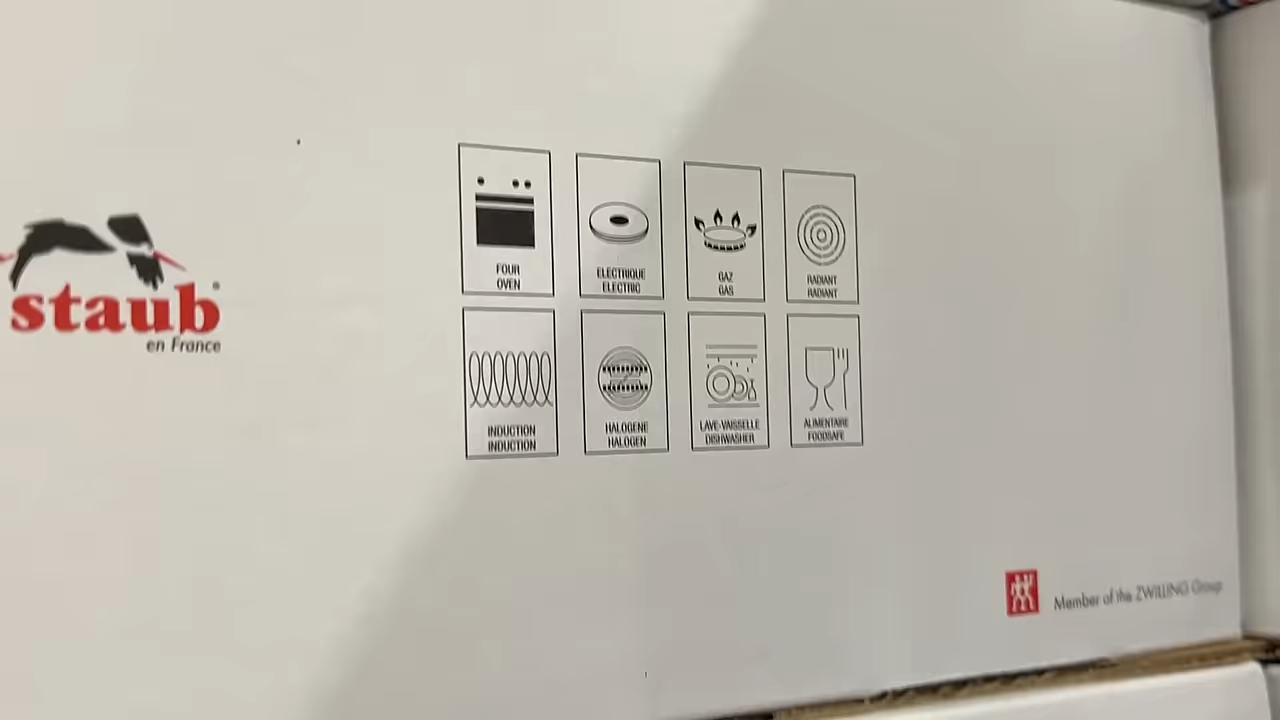 staub
en France
FOUR
OVEN
ELECTRIQUE
ELECTRIC
GAZ
GAS
RADIANT
RADIANT
INDUCTION
INDUCTION
HALOGENE
HALOGEN
LAVE-VAISSELLE
DISHWASHER
ALIMENTAIRE
FOODSAFE
Member of the ZWILLING Group